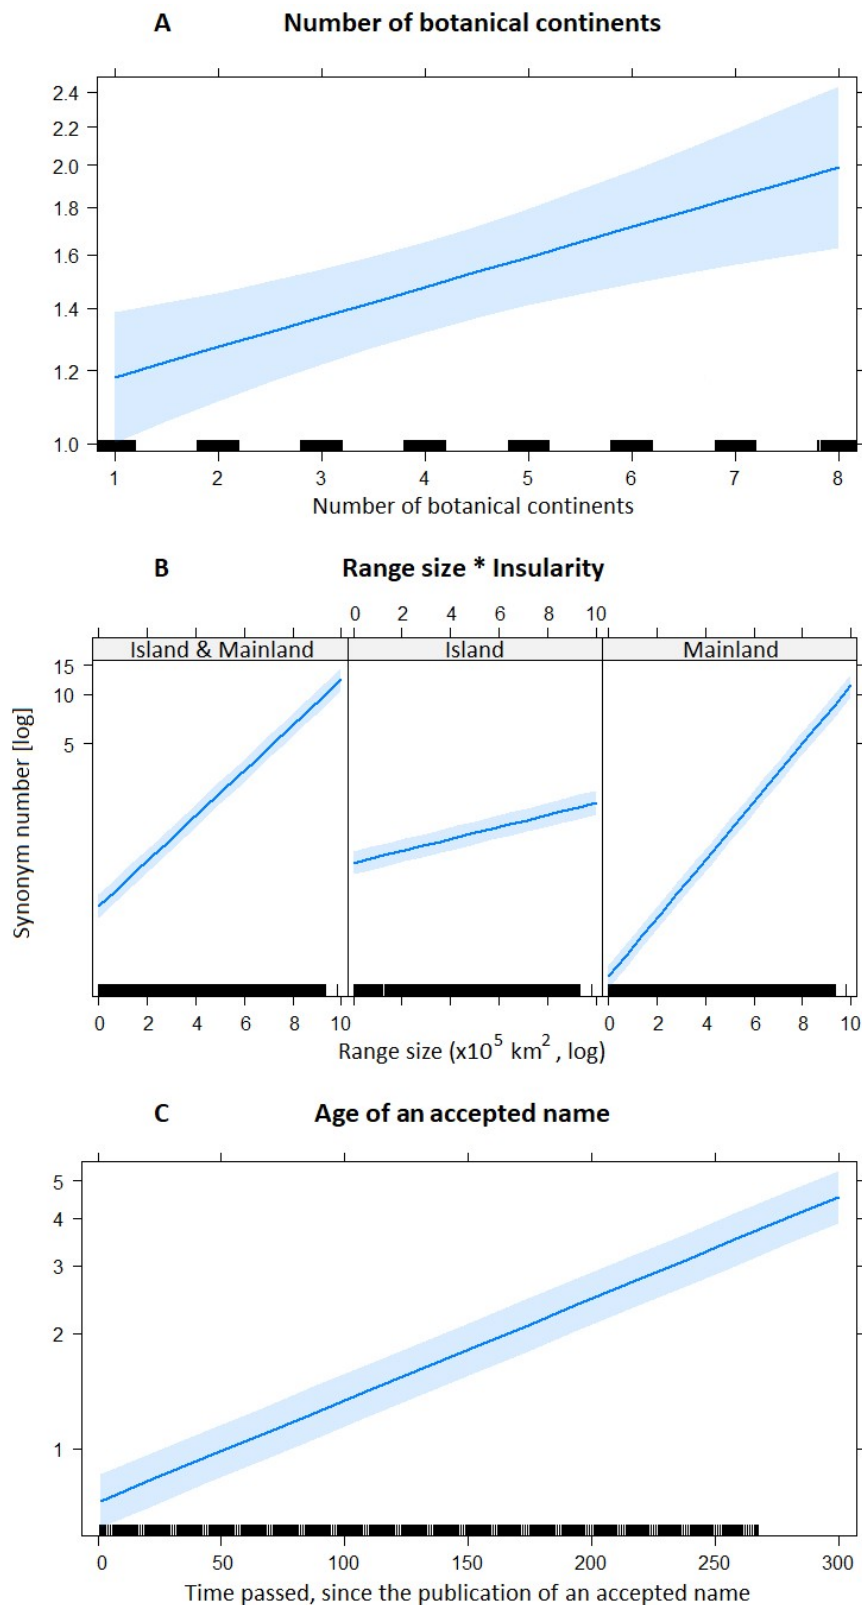 A Number of botanical continents
2.4
2.2
2.0
1.8
1.6
1.4
1.2
1.0
1 2 3 4 5 6 7 8
Number of botanical continents
B Range size * Insularity
0 2 4 6 8 10
Island & Mainland Island Mainland
15
10
5
Synonym number [log]
0 2 4 6 8 10 0 2 4 6 8 10
Range size (x10⁵ km², log)
C Age of an accepted name
5
4
3
2
1
0 50 100 150 200 250 300
Time passed, since the publication of an accepted name